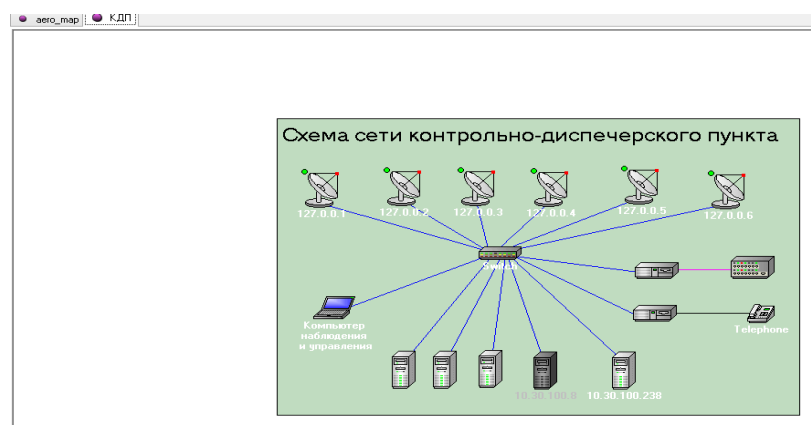 aero_map
КДП
Схема сети контрольно-диспечерского пункта
127.0.0.1
127.0.0.2
127.0.0.3
127.0.0.4
127.0.0.5
127.0.0.6
Switch
Компьютер
наблюдения
и управления
Telephone
10.30.100.8
10.30.100.238